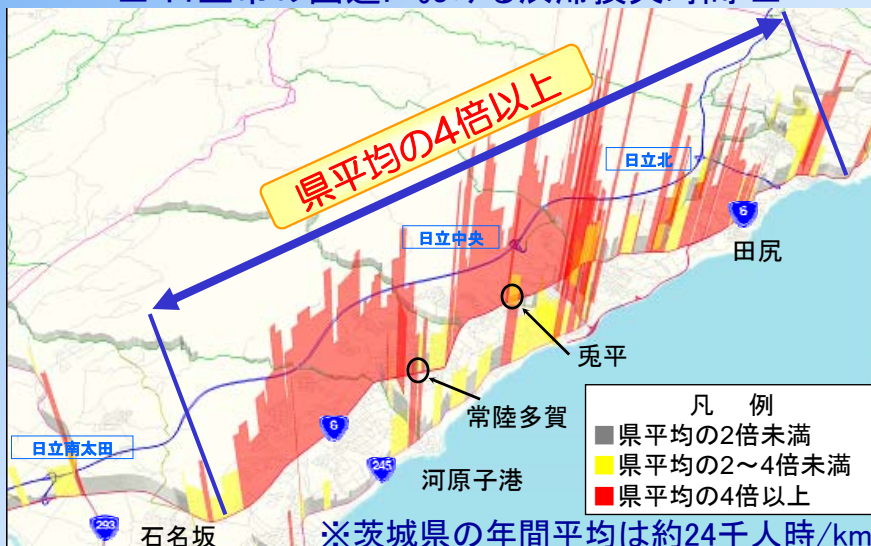 県平均の4倍以上
日立北
6
田尻
日立中央
兎平
常陸多賀
6
日立南太田
245
河原子港
293
石名坂
凡 例
県平均の2倍未満
県平均の2～4倍未満
県平均の4倍以上
※茨城県の年間平均は約24千人時/km